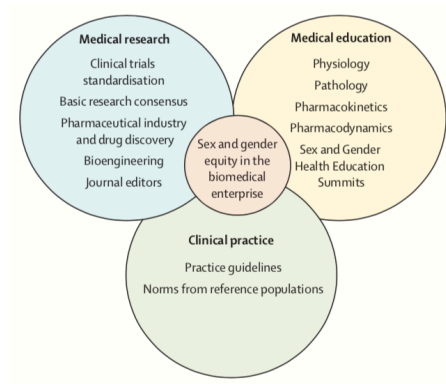 Medical research
Clinical trials
standardisation
Basic research consensus
Pharmaceutical industry
and drug discovery
Bioengineering
Journal editors
Medical education
Physiology
Pathology
Pharmacokinetics
Pharmacodynamics
Sex and Gender
Health Education
Summits
Sex and gender
equity in the
biomedical
enterprise
Clinical practice
Practice guidelines
Norms from reference populations